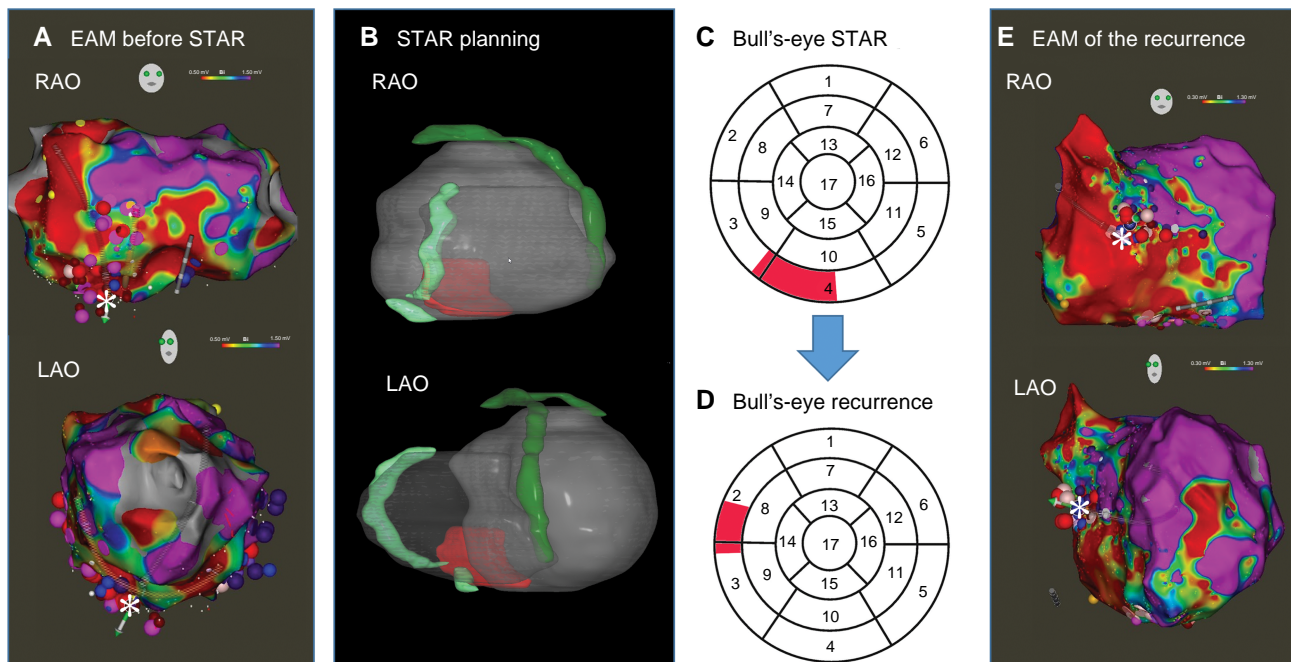 A EAM before STAR
0.50 mV Bi 1.50 mV
RAO
0.50 mV Bi 1.50 mV
LAO
B STAR planning
RAO
LAO
C Bull's-eye STAR
1
7
2
6
8
13
12
14
17
16
9
15
11
3
5
10
4
D Bull's-eye recurrence
1
7
2
6
8
13
12
14
17
16
9
15
11
3
5
10
4
E EAM of the recurrence
RAO
0.30 mV Bi 1.30 mV
0.30 mV Bi 1.30 mV
LAO